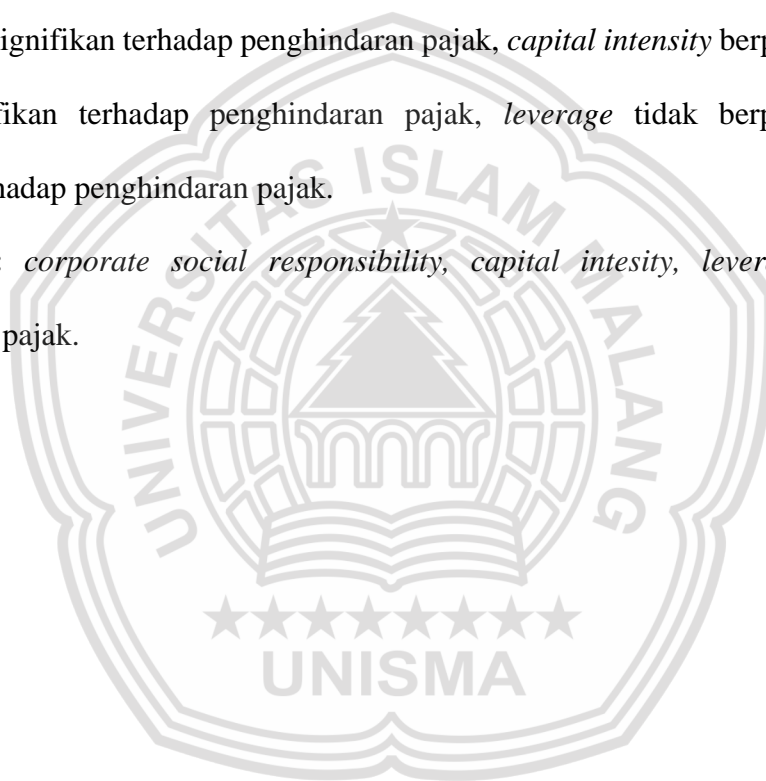 ignifikan terhadap penghindaran pajak, capital intensity berp
fikan terhadap penghindaran pajak, leverage tidak berp
hadap penghindaran pajak.
: corporate social responsibility, capital intesity, lever
pajak.
UNIVERSITAS ISLAM MALANG
UNISMA